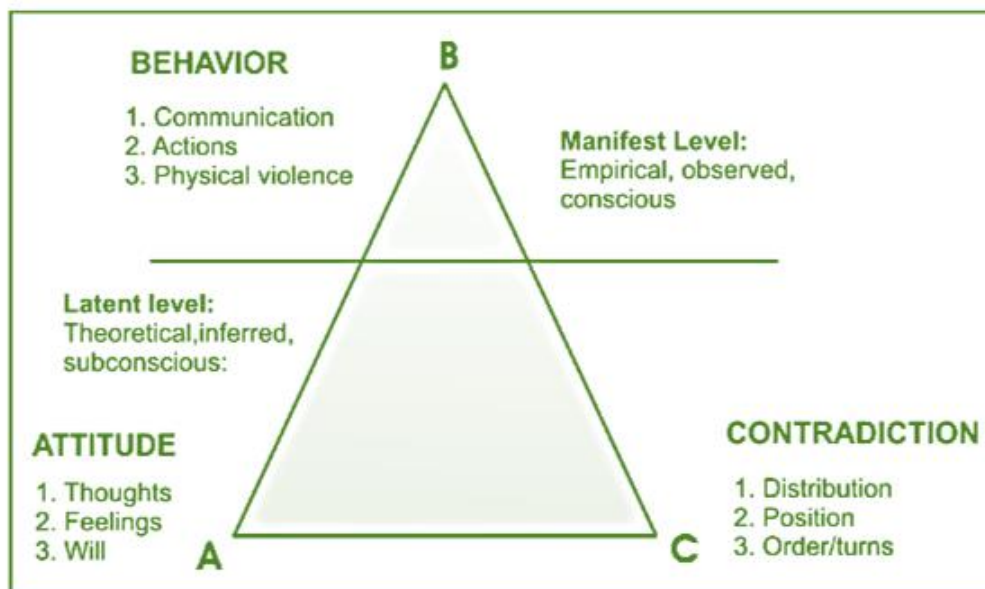 B
BEHAVIOR
1. Communication
2. Actions
3. Physical violence
Manifest Level:
Empirical, observed,
conscious
Latent level:
Theoretical,inferred,
subconscious:
ATTITUDE
1. Thoughts
2. Feelings
3. Will
A
CONTRADICTION
1. Distribution
2. Position
3. Order/turns
C